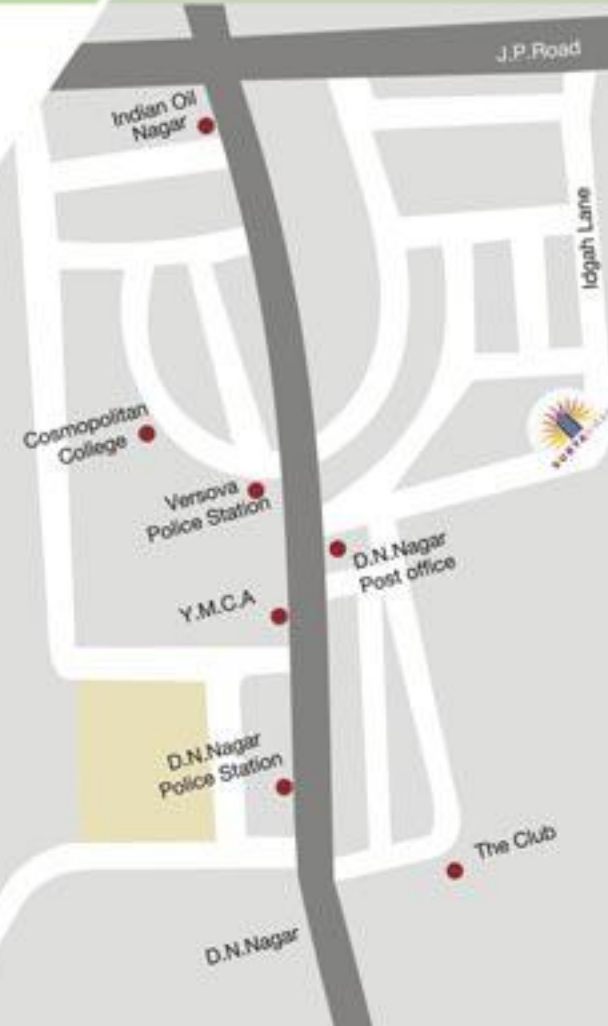 J.P.Road
Indian Oil
Nagar
Idgah Lane
Cosmopolitan
College
Versova
Police Station
D.N.Nagar
Post office
Y.M.C.A
D.N.Nagar
Police Station
The Club
D.N.Nagar